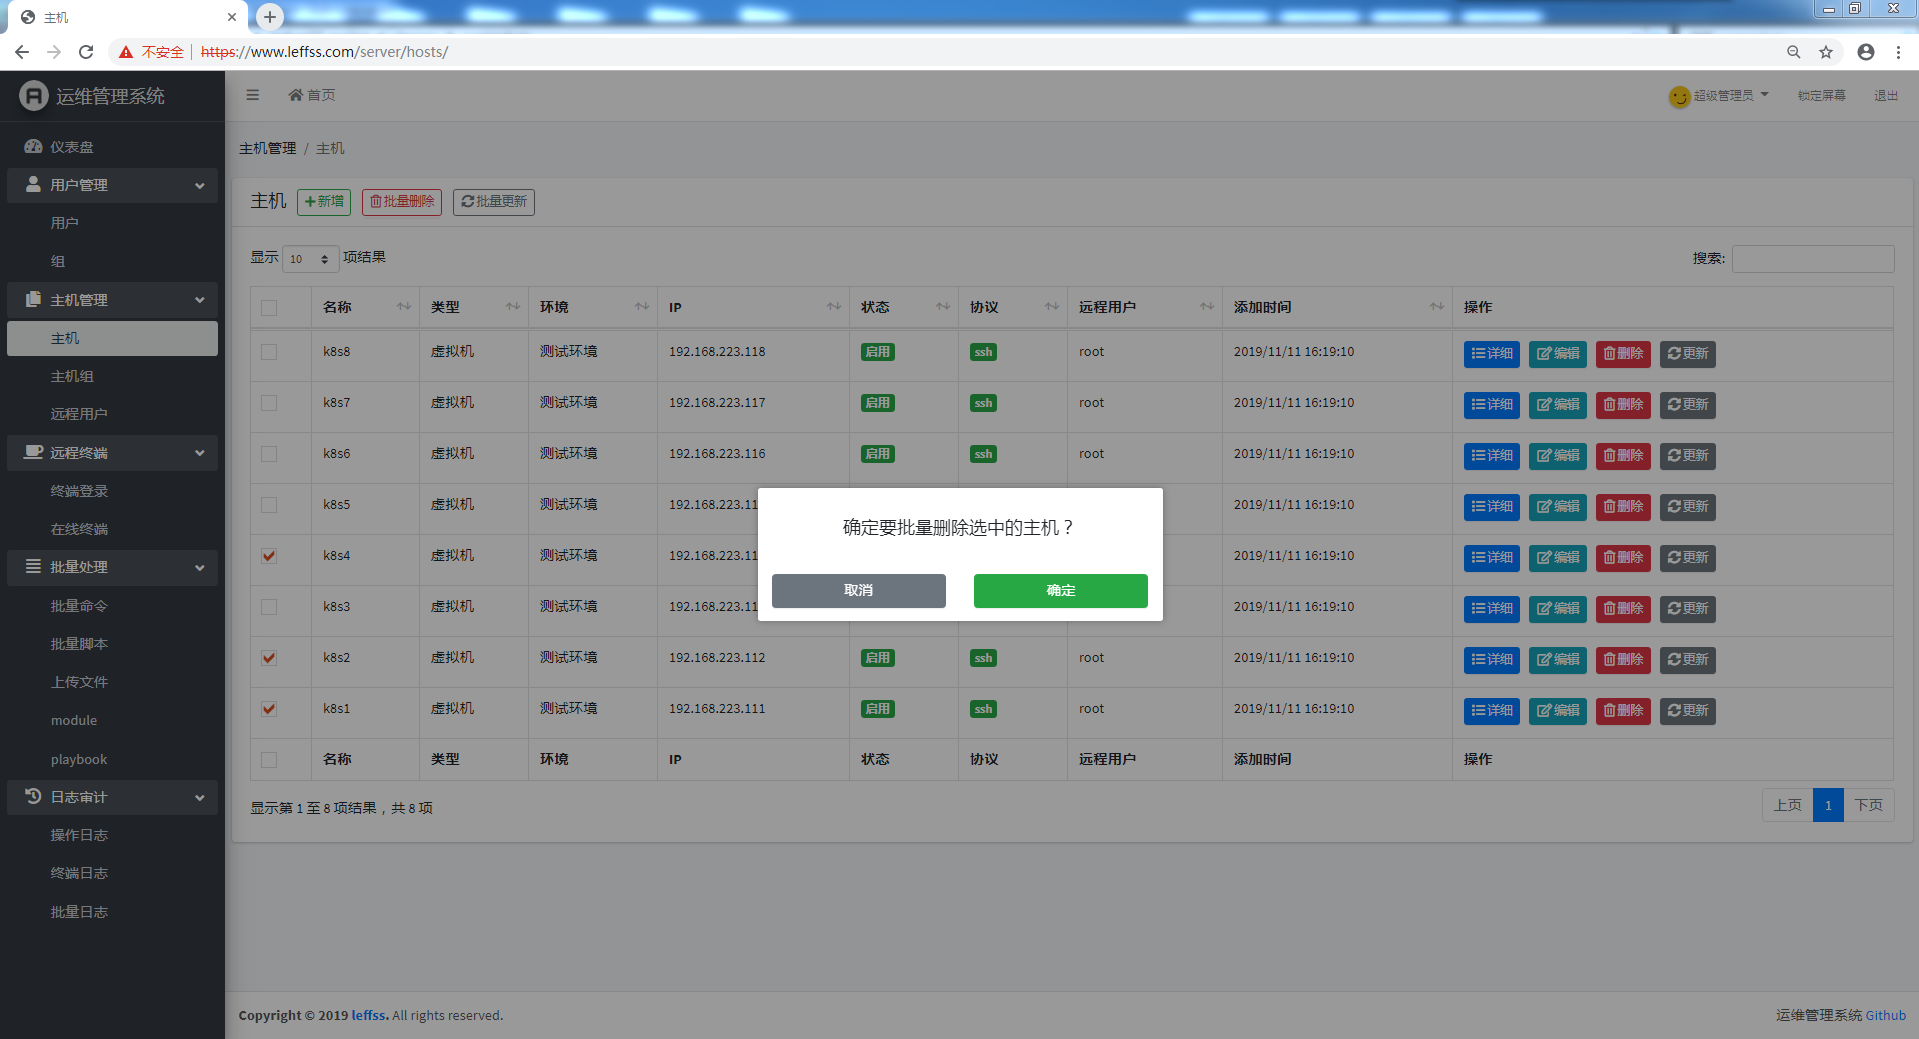 主机
不安全 https://www.leffss.com/server/hosts/
运维管理系统
首页
超级管理员 锁定屏幕 退出
仪表盘
用户管理
用户
组
主机管理
主机
主机组
远程用户
远程终端
终端登录
在线终端
批量处理
批量命令
批量脚本
上传文件
module
playbook
日志审计
操作日志
终端日志
批量日志
主机管理 / 主机
主机 新增 批量删除 批量更新
显示 10 项结果 搜索:
名称 类型 环境 IP 状态 协议 远程用户 添加时间 操作
k8s8 虚拟机 测试环境 192.168.223.118 启用 ssh root 2019/11/11 16:19:10 详细 编辑 删除 更新
k8s7 虚拟机 测试环境 192.168.223.117 启用 ssh root 2019/11/11 16:19:10 详细 编辑 删除 更新
k8s6 虚拟机 测试环境 192.168.223.116 启用 ssh root 2019/11/11 16:19:10 详细 编辑 删除 更新
k8s5 虚拟机 测试环境 192.168.223.11 2019/11/11 16:19:10 详细 编辑 删除 更新
k8s4 虚拟机 测试环境 192.168.223.11 2019/11/11 16:19:10 详细 编辑 删除 更新
k8s3 虚拟机 测试环境 192.168.223.11 2019/11/11 16:19:10 详细 编辑 删除 更新
k8s2 虚拟机 测试环境 192.168.223.112 启用 ssh root 2019/11/11 16:19:10 详细 编辑 删除 更新
k8s1 虚拟机 测试环境 192.168.223.111 启用 ssh root 2019/11/11 16:19:10 详细 编辑 删除 更新
名称 类型 环境 IP 状态 协议 远程用户 添加时间 操作
显示第 1 至 8 项结果，共 8 项 上页 1 下页
确定要批量删除选中的主机？
取消 确定
Copyright © 2019 leffss. All rights reserved. 运维管理系统 Github